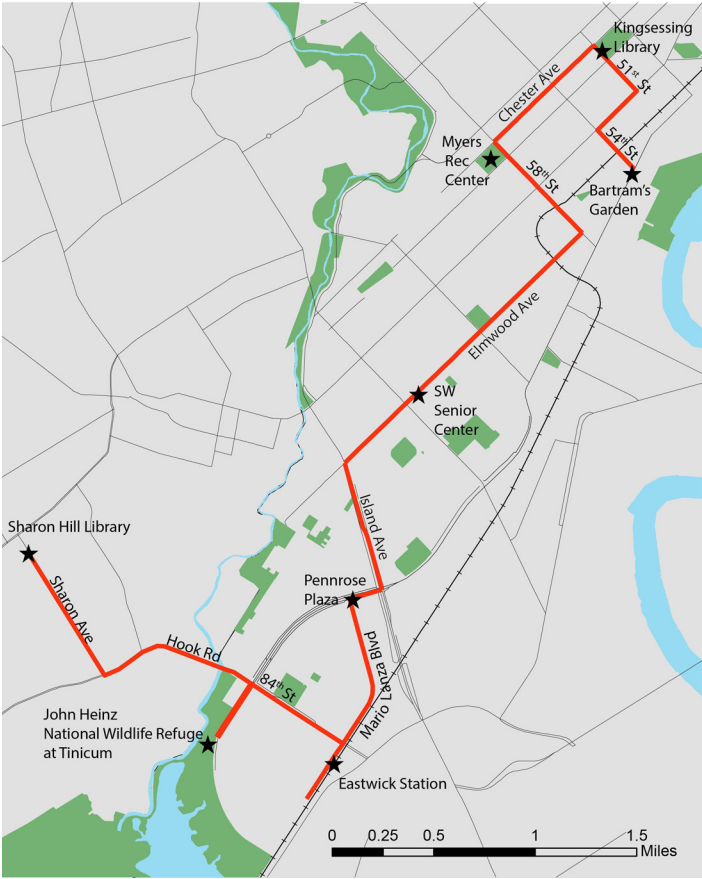 Kingsessing
Library
51st St
Chester Ave
54th St
Myers
Rec
Center
58th St
Bartram's
Garden
Elmwood Ave
SW
Senior
Center
Island Ave
Sharon Hill Library
Pennrose
Plaza
Sharon Ave
Hook Rd
Mario Lanza Blvd
84th St
John Heinz
National Wildlife Refuge
at Tinicum
Eastwick Station
0 0.25 0.5 1 1.5
Miles